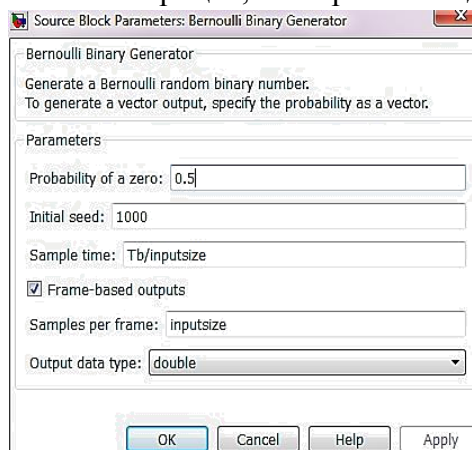 Source Block Parameters: Bernoulli Binary Generator
Bernoulli Binary Generator
Generate a Bernoulli random binary number.
To generate a vector output, specify the probability as a vector.
Parameters
Probability of a zero: 0.5
Initial seed: 1000
Sample time: Tb/inputsize
Frame-based outputs
Samples per frame: inputsize
Output data type: double
OK Cancel Help Apply